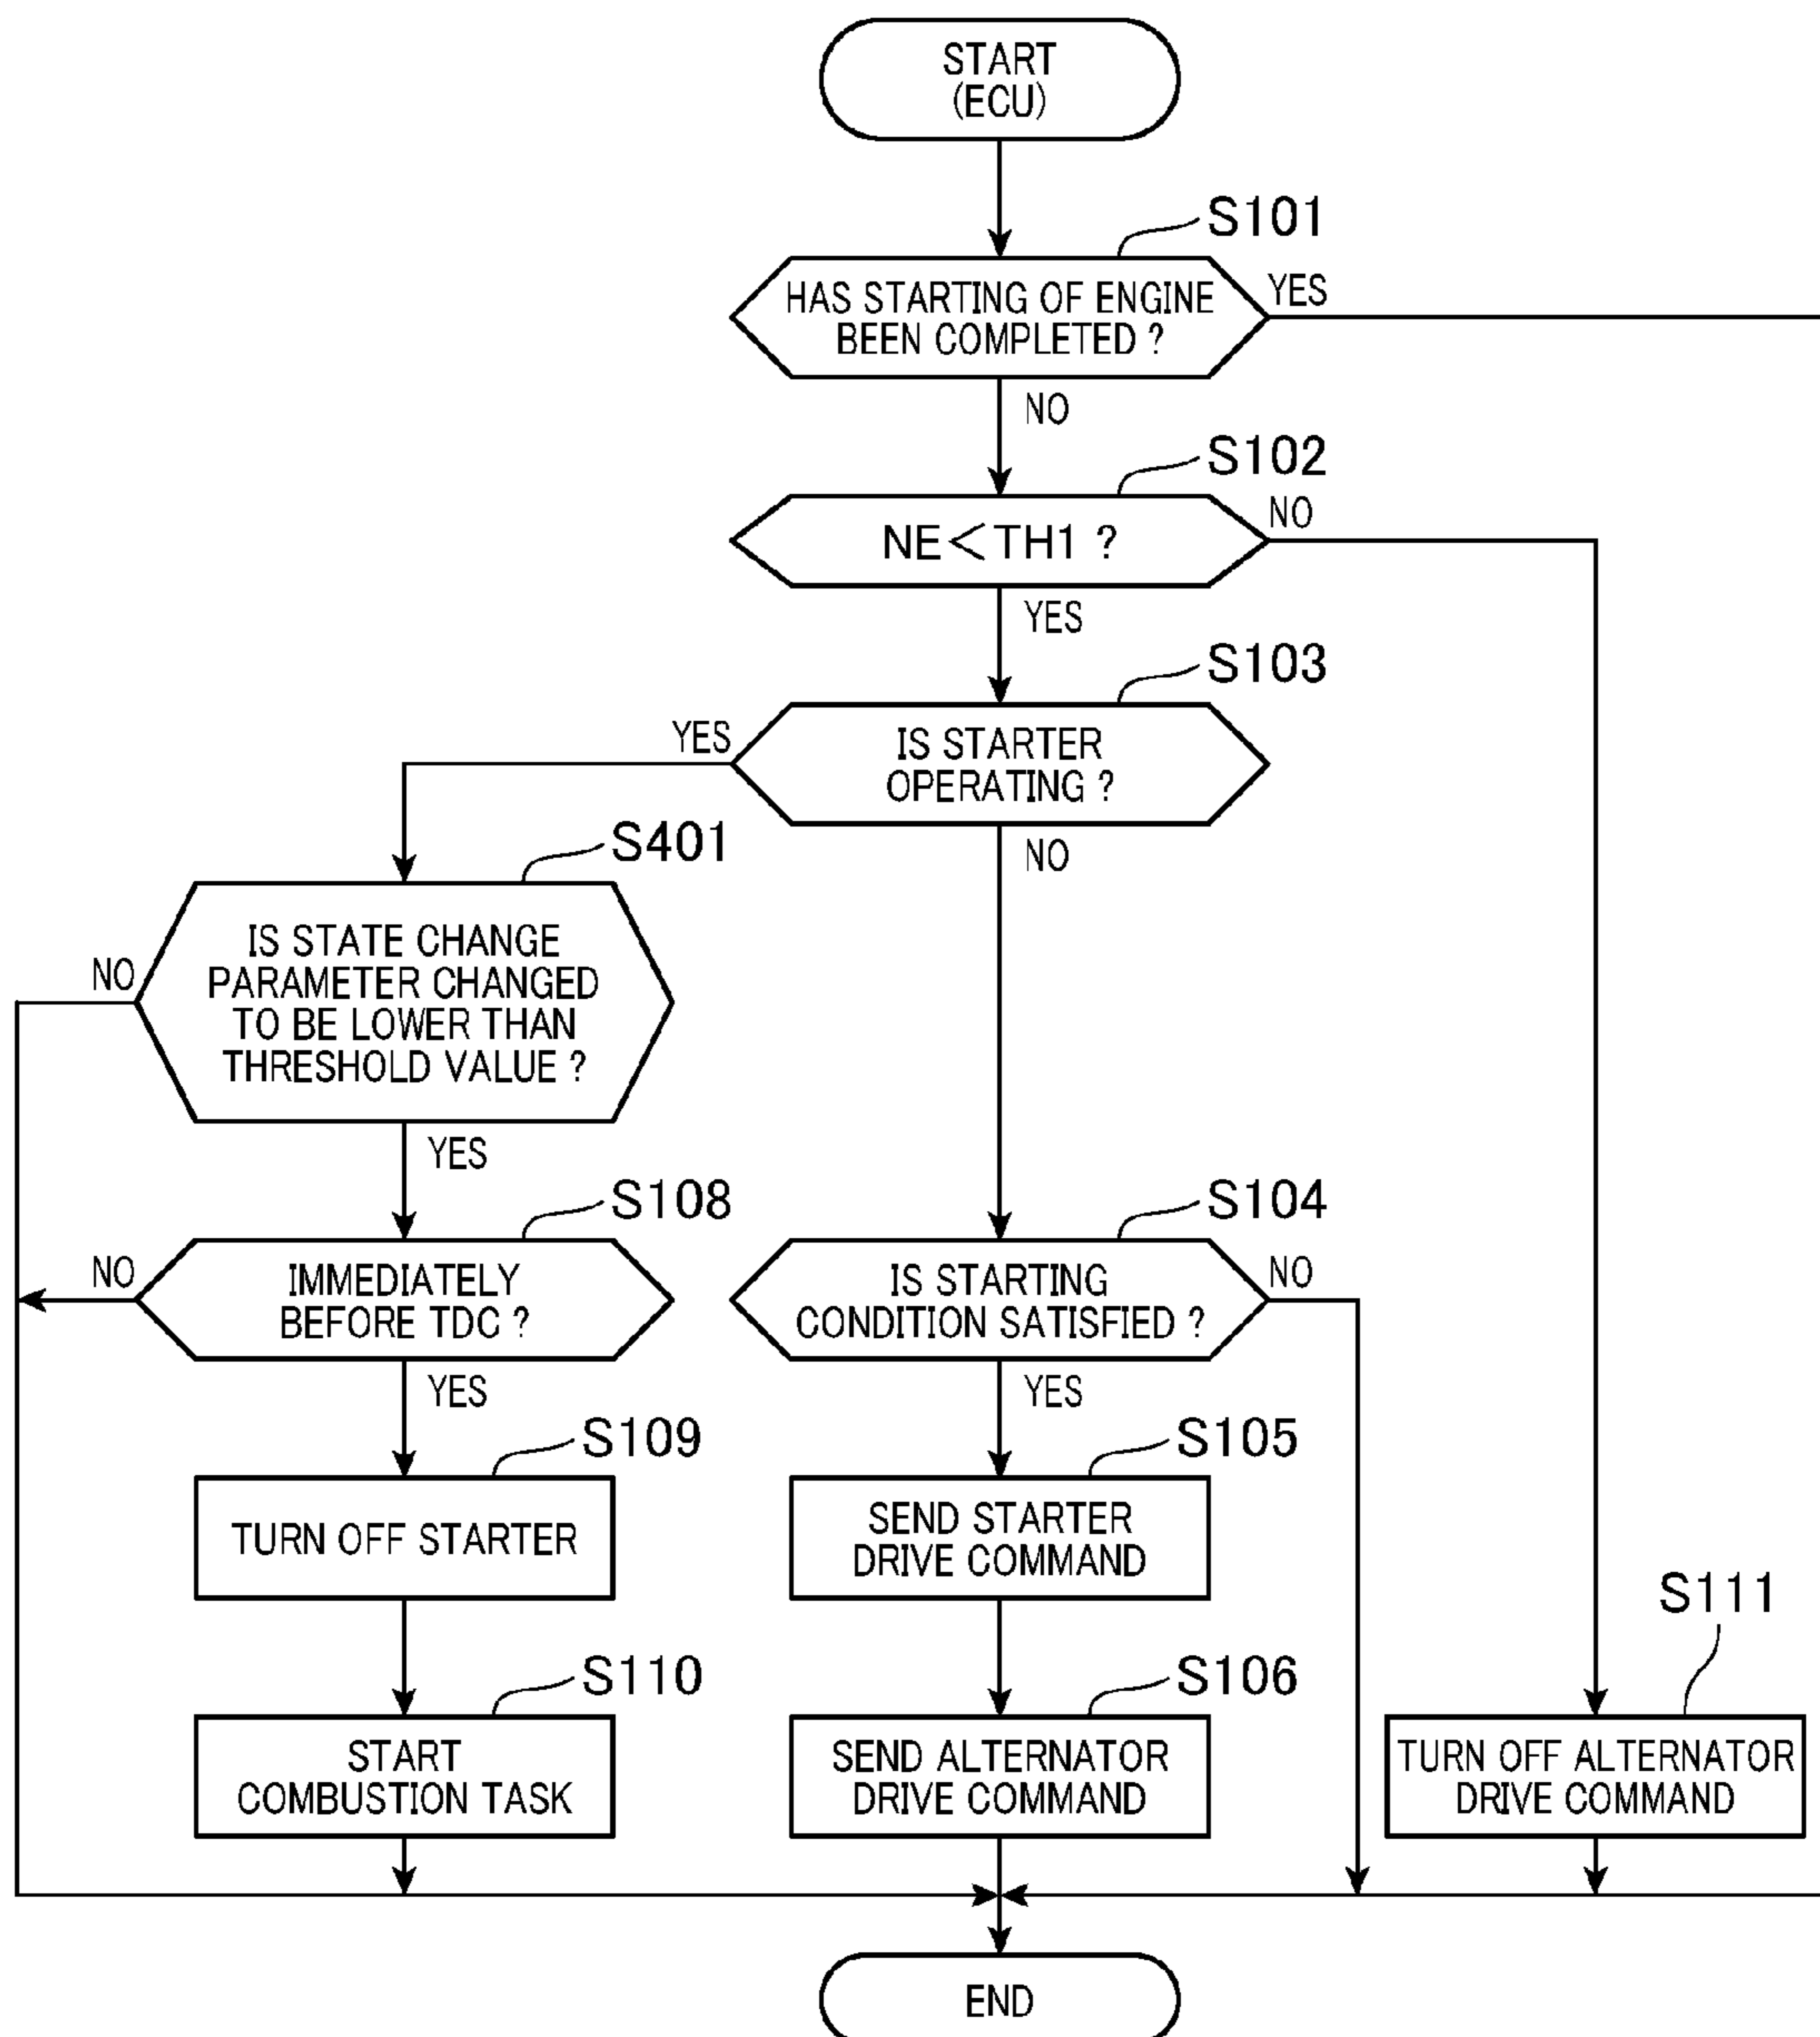 START
(ECU)
S101
HAS STARTING OF ENGINE
BEEN COMPLETED ?
YES
NO
S102
NE<TH1 ?
NO
YES
S103
IS STARTER
OPERATING ?
YES
NO
S401
IS STATE CHANGE
PARAMETER CHANGED
TO BE LOWER THAN
THRESHOLD VALUE ?
NO
YES
S108
IMMEDIATELY
BEFORE TDC ?
NO
YES
S104
IS STARTING
CONDITION SATISFIED ?
NO
YES
S109
TURN OFF STARTER
S105
SEND STARTER
DRIVE COMMAND
S110
START
COMBUSTION TASK
S106
SEND ALTERNATOR
DRIVE COMMAND
S111
TURN OFF ALTERNATOR
DRIVE COMMAND
END